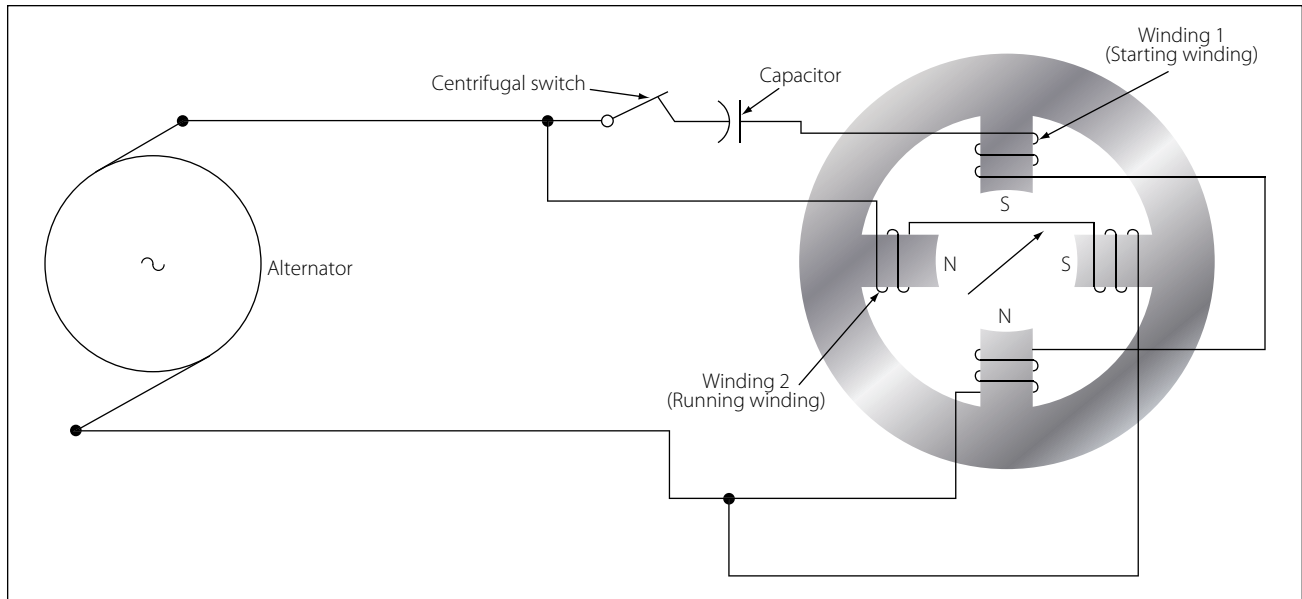 Winding 1
(Starting winding)
Centrifugal switch
Capacitor
S
Alternator
N
S
N
Winding 2
(Running winding)